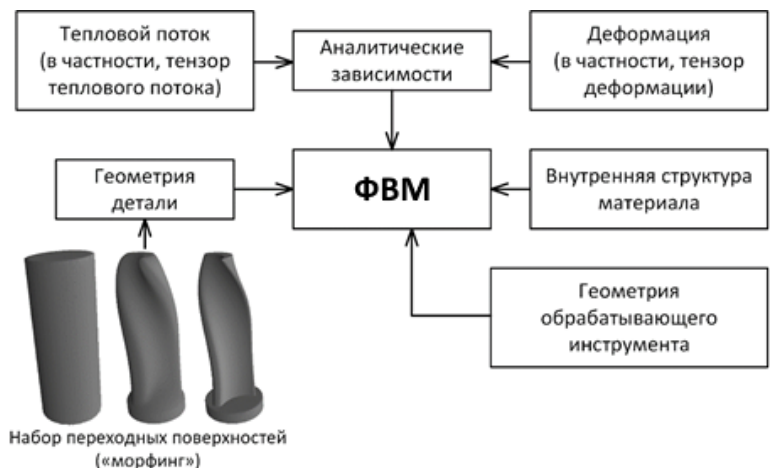 Тепловой поток
(в частности, тензор
теплового потока)
Аналитические
зависимости
Деформация
(в частности, тензор
деформации)
Геометрия
детали
ФВМ
Внутренняя структура
материала
Геометрия
обрабатывающего
инструмента
Набор переходных поверхностей
(«морфинг»)